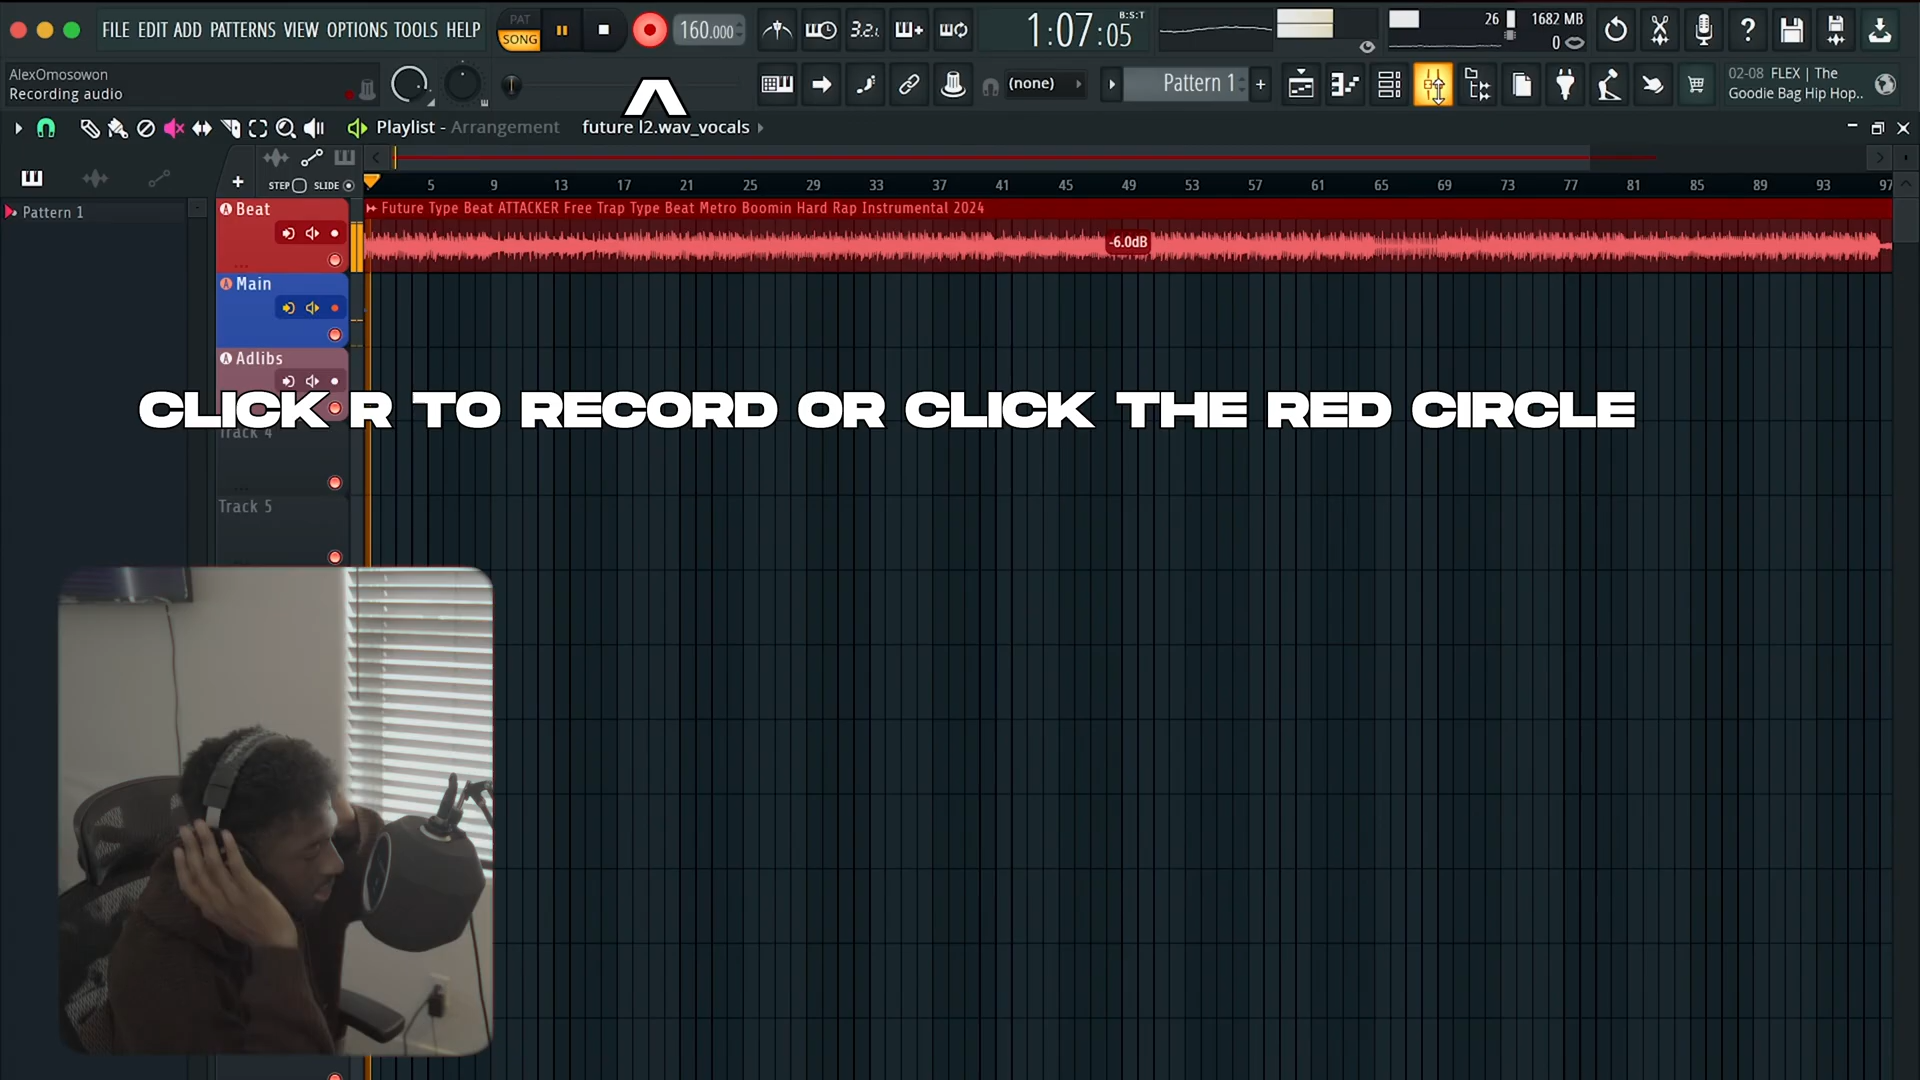 FILE EDIT ADD PATTERNS VIEW OPTIONS TOOLS HELP
PAT
SONG
160.000
3.2.
1:07:05
B:S:T
26
1682 MB
0
?
AlexOmosowon
Recording audio
(none)
Pattern 1
+
02-08 FLEX | The
Goodie Bag Hip Hop..
Playlist - Arrangement future l2.wav_vocals
+
STEP SLIDE
5 9 13 17 21 25 29 33 37 41 45 49 53 57 61 65 69 73 77 81 85 89 93 97
Pattern 1
Beat
Future Type Beat ATTACKER Free Trap Type Beat Metro Boomin Hard Rap Instrumental 2024
-6.0dB
Main
Adlibs
CLICK R TO RECORD OR CLICK THE RED CIRCLE
Track 4
Track 5